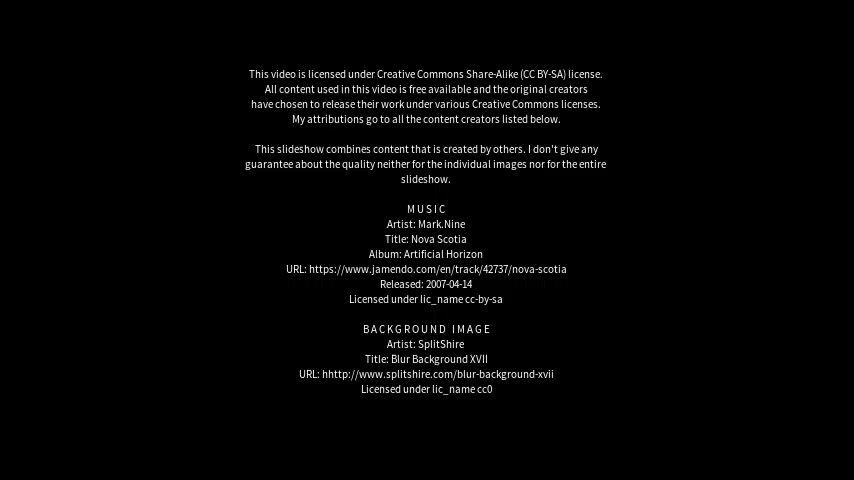 This video is licensed under Creative Commons Share-Alike (CC BY-SA) license.
All content used in this video is free available and the original creators
have chosen to release their work under various Creative Commons licenses.
My attributions go to all the content creators listed below.
This slideshow combines content that is created by others. I don't give any
guarantee about the quality neither for the individual images nor for the entire
slideshow.
MUSIC
Artist: Mark.Nine
Title: Nova Scotia
Album: Artificial Horizon
URL: https://www.jamendo.com/en/track/42737/nova-scotia
Released: 2007-04-14
Licensed under lic_name cc-by-sa
BACKGROUND IMAGE
Artist: SplitShire
Title: Blur Background XVII
URL: hhttp://www.splitshire.com/blur-background-xvii
Licensed under lic_name cc0